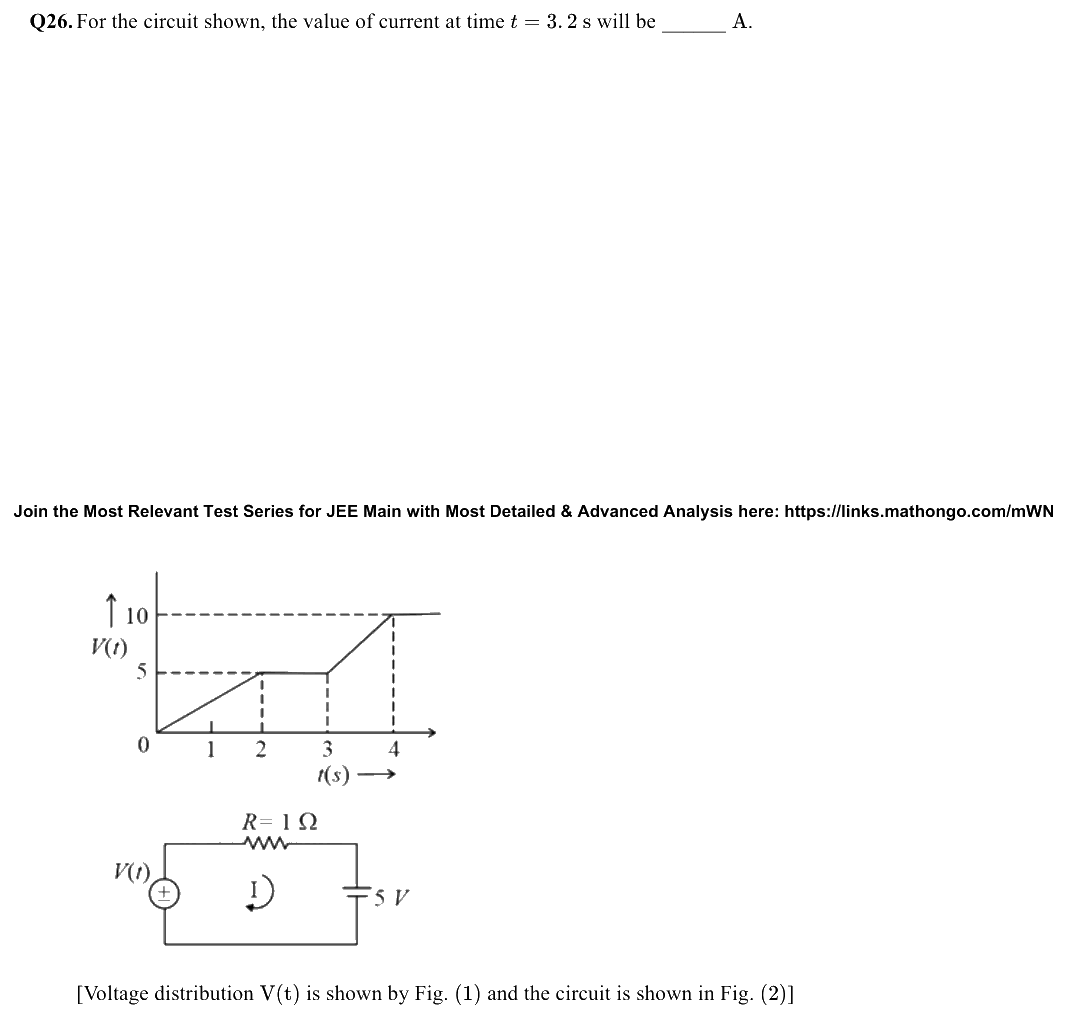 Q26. For the circuit shown, the value of current at time t = 3. 2 s will be ______ A.
Join the Most Relevant Test Series for JEE Main with Most Detailed & Advanced Analysis here: https://links.mathongo.com/mWN
↑ 10
V(t)
5
0 1 2 3 4
t(s) ⟶
R= 1 Ω
V(t)
+
−
I
5 V
[Voltage distribution V(t) is shown by Fig. (1) and the circuit is shown in Fig. (2)]